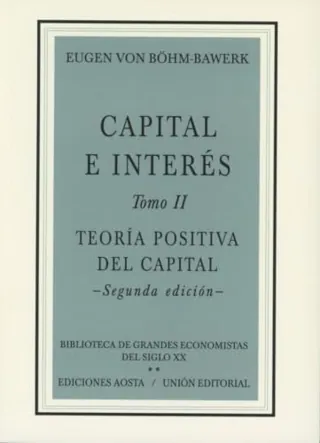 EUGEN VON BÖHM-BAWERK
CAPITAL
E INTERÉS
Tomo II
TEORÍA POSITIVA
DEL CAPITAL
–Segunda edición–
BIBLIOTECA DE GRANDES ECONOMISTAS
DEL SIGLO XX
**
EDICIONES AOSTA / UNIÓN EDITORIAL